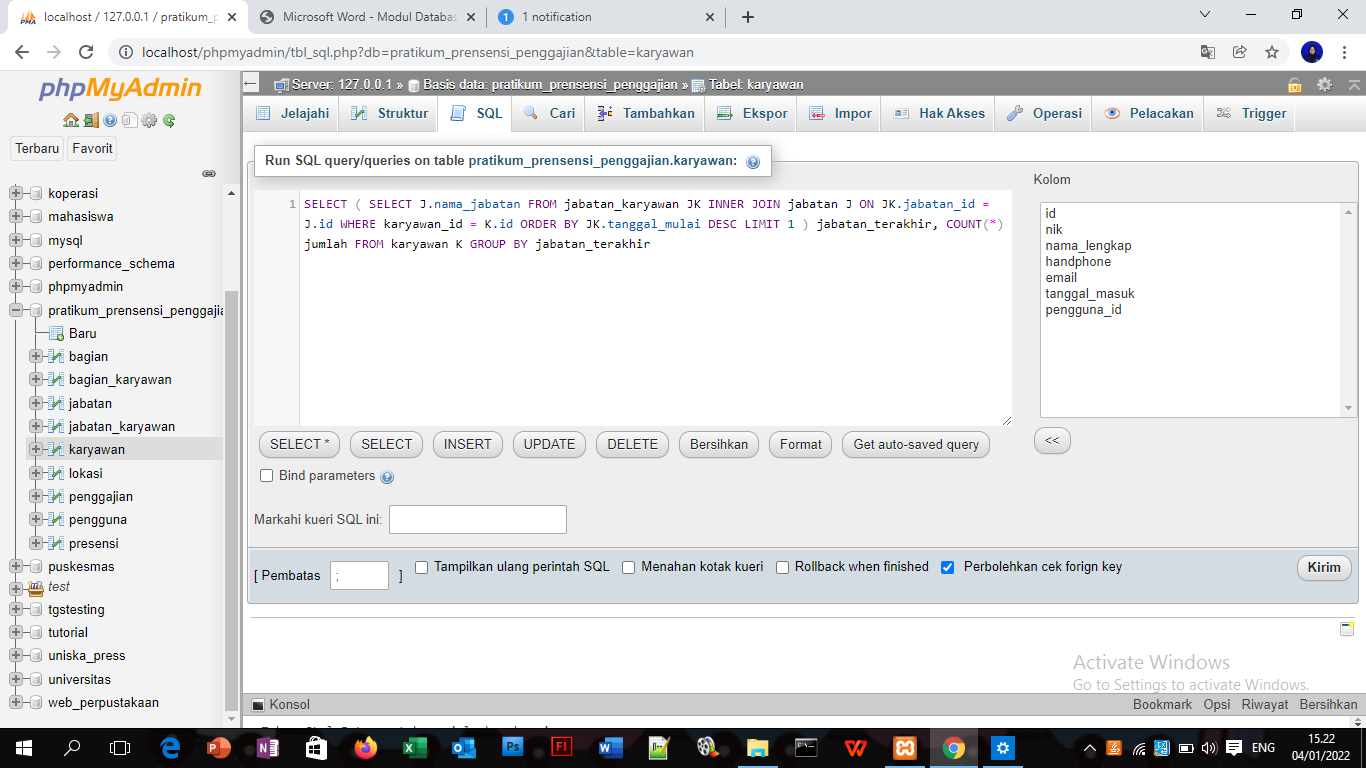 localhost / 127.0.0.1 / pratikum_p
Microsoft Word - Modul Databas
1
1 notification
localhost/phpmyadmin/tbl_sql.php?db=pratikum_prensensi_penggajian&table=karyawan
phpMyAdmin
Terbaru
Favorit
koperasi
mahasiswa
mysql
performance_schema
phpmyadmin
pratikum_prensensi_penggajia
Baru
bagian
bagian_karyawan
jabatan
jabatan_karyawan
karyawan
lokasi
penggajian
pengguna
presensi
puskesmas
test
tgstesting
tutorial
uniska_press
universitas
web_perpustakaan
Server: 127.0.0.1 » Basis data: pratikum_prensensi_penggajian » Tabel: karyawan
Jelajahi Struktur SQL Cari Tambahkan Ekspor Impor Hak Akses Operasi Pelacakan Trigger
Run SQL query/queries on table pratikum_prensensi_penggajian.karyawan:
1 SELECT ( SELECT J.nama_jabatan FROM jabatan_karyawan JK INNER JOIN jabatan J ON JK.jabatan_id =
J.id WHERE karyawan_id = K.id ORDER BY JK.tanggal_mulai DESC LIMIT 1 ) jabatan_terakhir, COUNT(*)
jumlah FROM karyawan K GROUP BY jabatan_terakhir
Kolom
id
nik
nama_lengkap
handphone
email
tanggal_masuk
pengguna_id
<<
SELECT * SELECT INSERT UPDATE DELETE Bersihkan Format Get auto-saved query
Bind parameters
Markahi kueri SQL ini:
[ Pembatas ; ] Tampilkan ulang perintah SQL Menahan kotak kueri Rollback when finished Perbolehkan cek forign key Kirim
Activate Windows
Go to Settings to activate Windows.
Konsol Bookmark Opsi Riwayat Bersihkan
ENG
15.22
04/01/2022